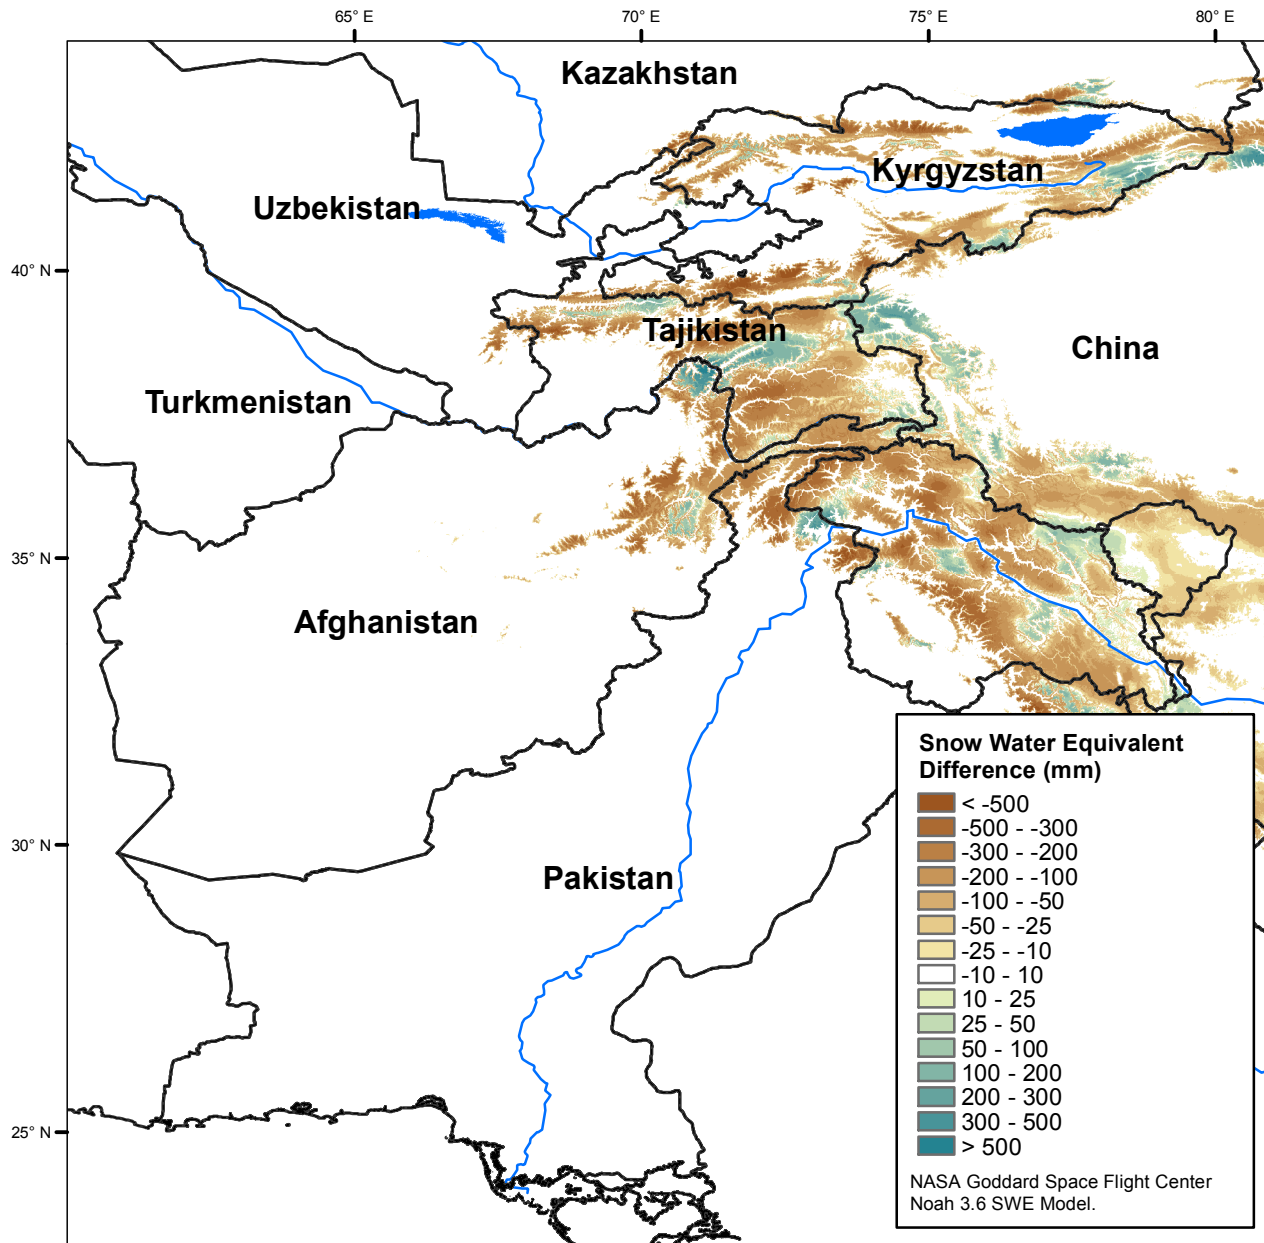 65° E
70° E
75° E
80° E
Kazakhstan
Kyrgyzstan
Uzbekistan
40° N
Tajikistan
China
Turkmenistan
35° N
Afghanistan
30° N
Pakistan
25° N
Snow Water Equivalent
Difference (mm)
< -500
-500 - -300
-300 - -200
-200 - -100
-100 - -50
-50 - -25
-25 - -10
-10 - 10
10 - 25
25 - 50
50 - 100
100 - 200
200 - 300
300 - 500
> 500
NASA Goddard Space Flight Center
Noah 3.6 SWE Model.